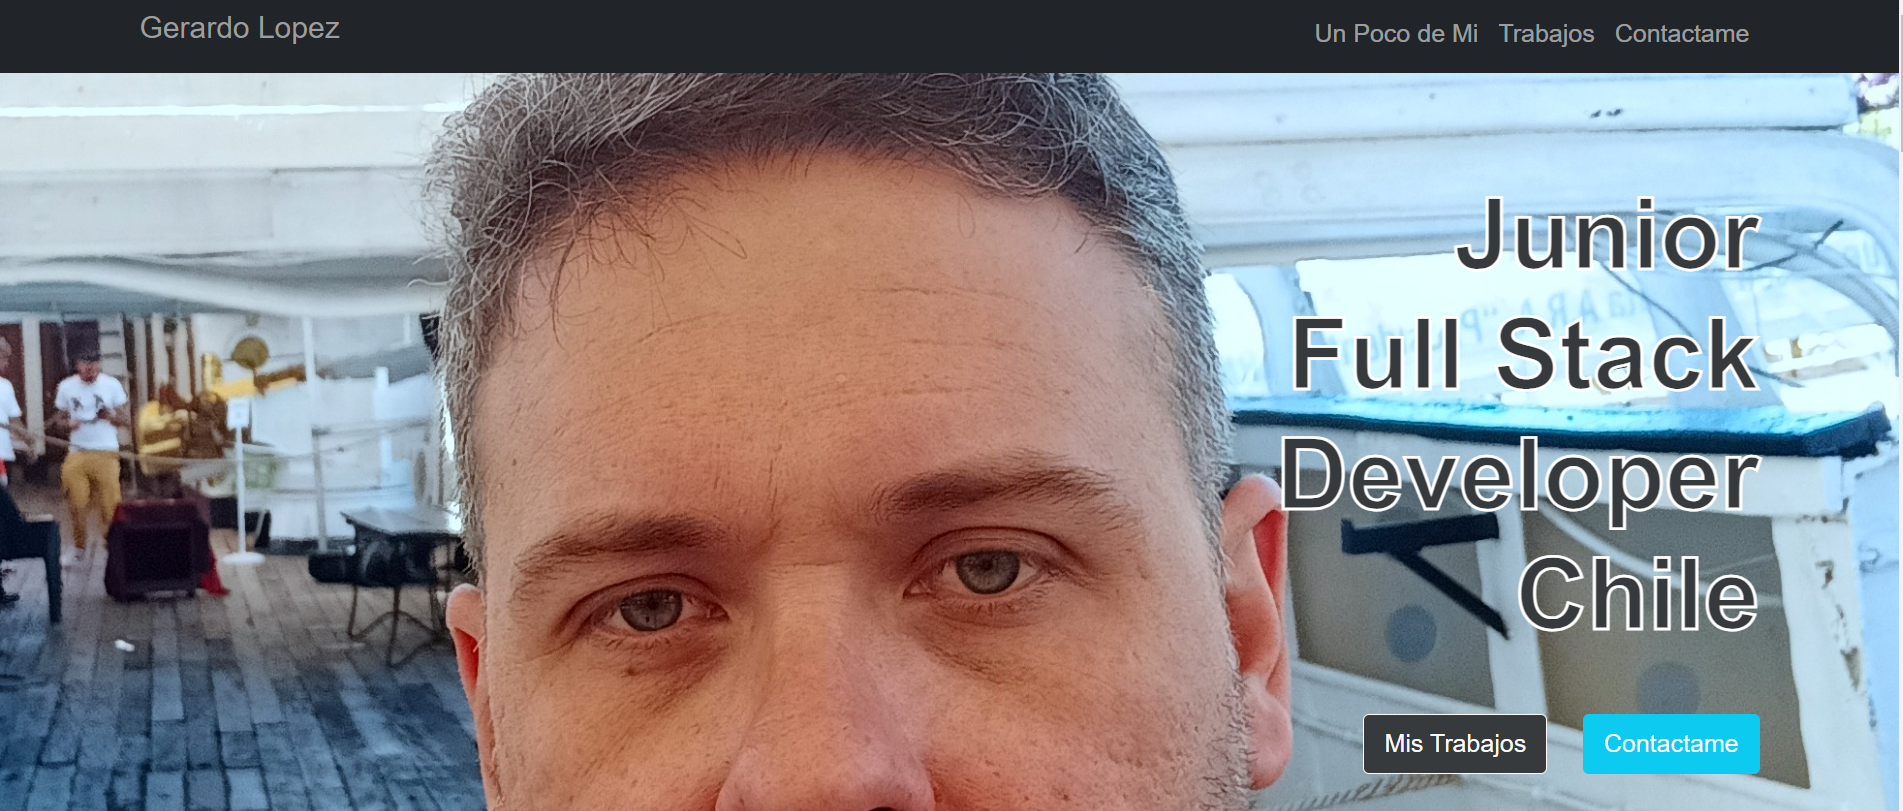 Gerardo Lopez
Un Poco de Mi Trabajos Contactame
Junior
Full Stack
Developer
Chile
Mis Trabajos Contactame